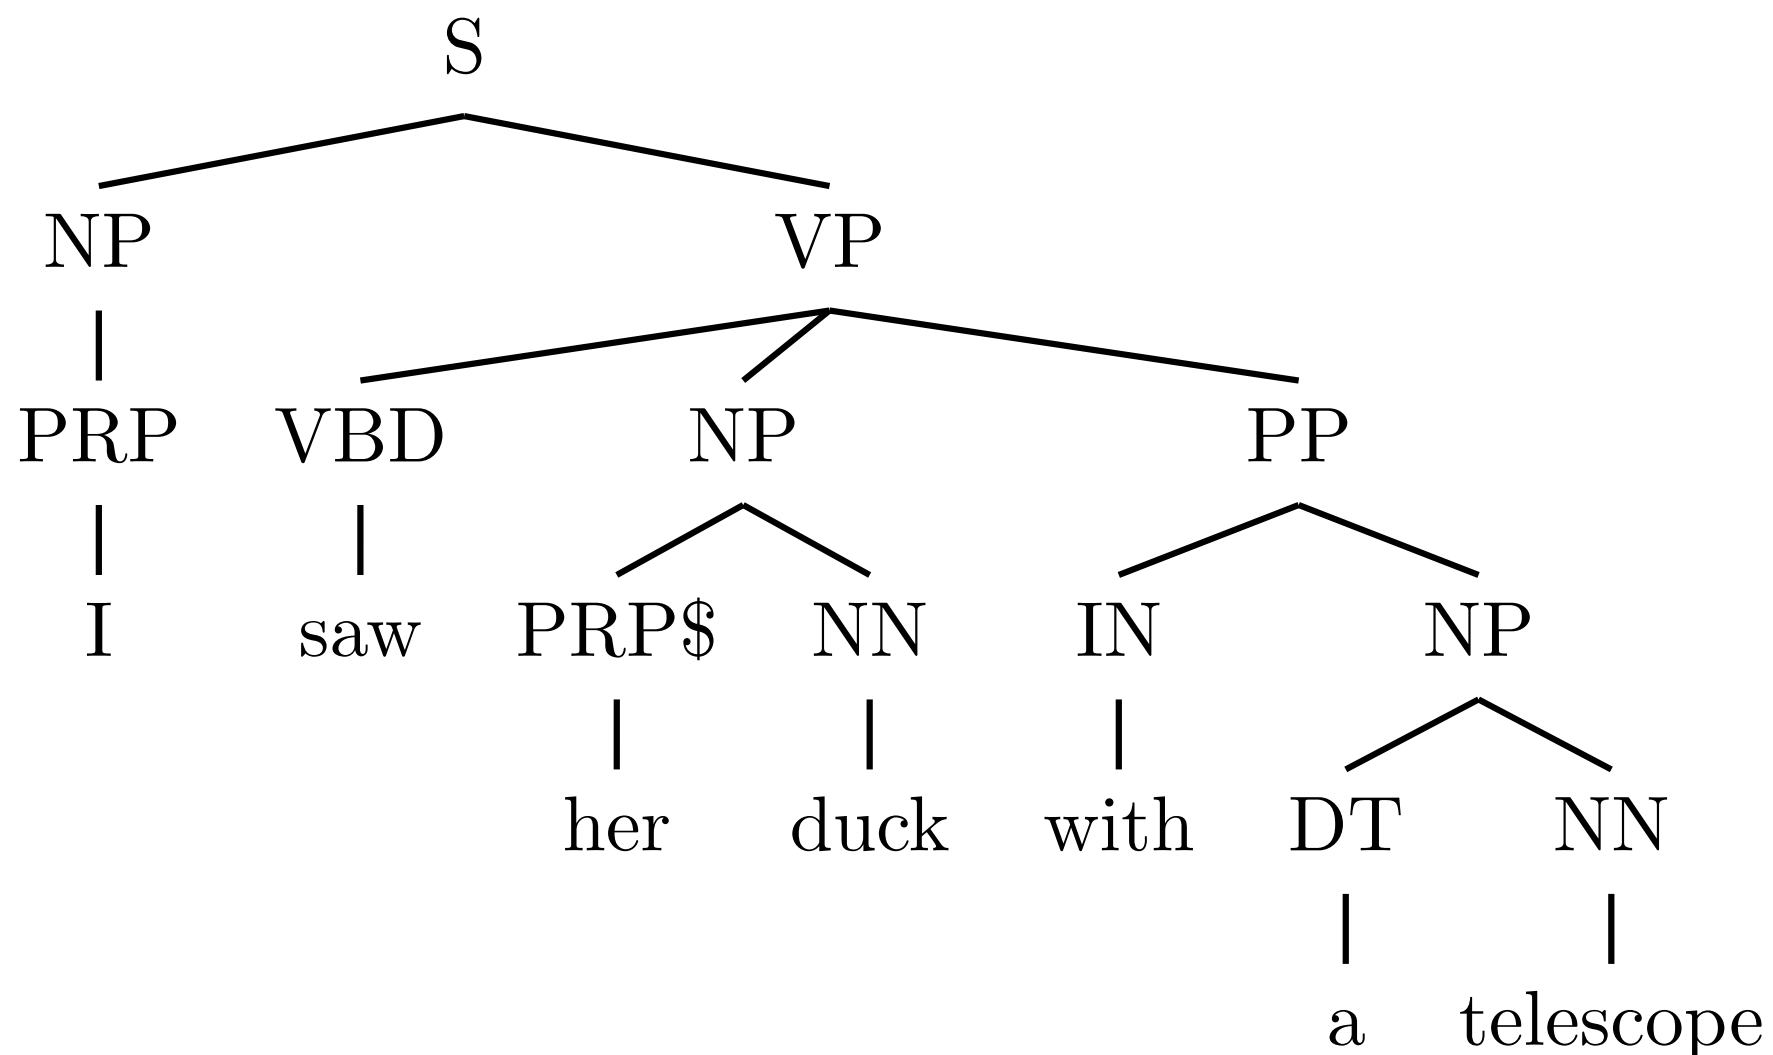 S
NP VP
PRP VBD NP PP
I saw PRP$ NN IN NP
her duck with DT NN
a telescope